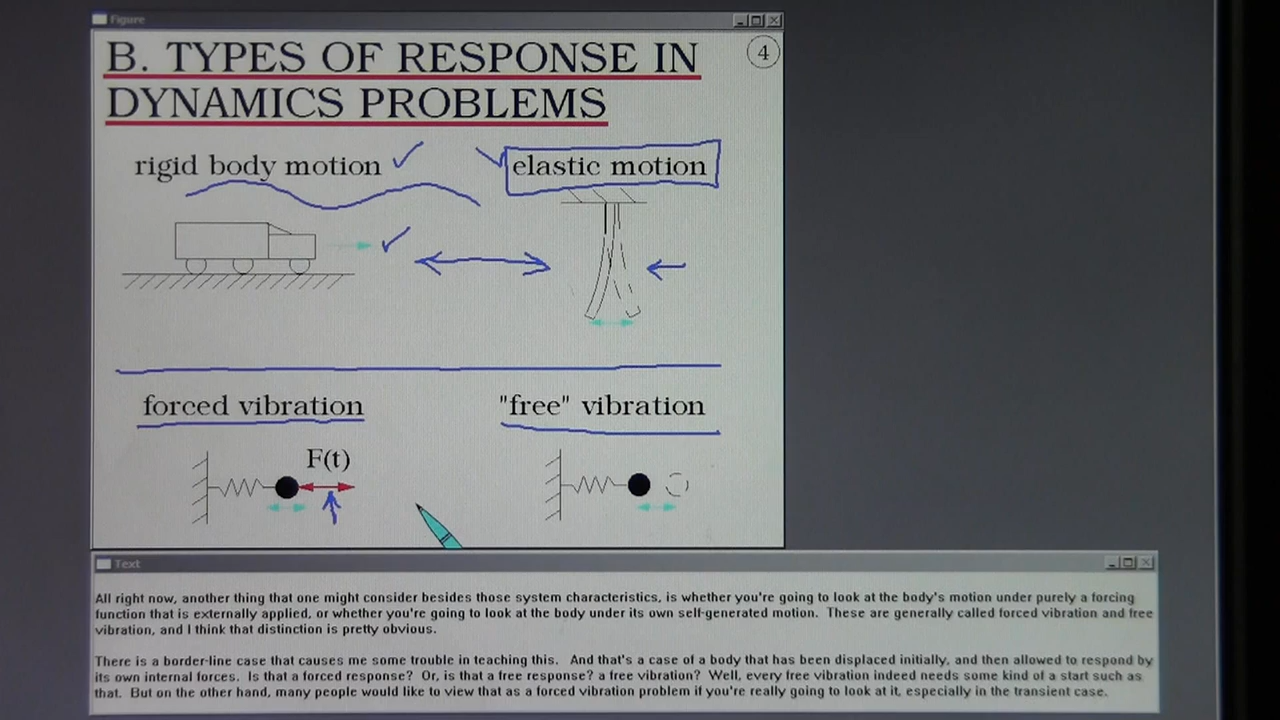 Figure
B. TYPES OF RESPONSE IN
4
DYNAMICS PROBLEMS
rigid body motion
elastic motion
forced vibration
"free" vibration
F(t)
Text
All right now, another thing that one might consider besides those system characteristics, is whether you're going to look at the body's motion under purely a forcing
function that is externally applied, or whether you're going to look at the body under its own self-generated motion. These are generally called forced vibration and free
vibration, and I think that distinction is pretty obvious.
There is a border-line case that causes me some trouble in teaching this. And that's a case of a body that has been displaced initially, and then allowed to respond by
its own internal forces. Is that a forced response? Or, is that a free response? a free vibration? Well, every free vibration indeed needs some kind of a start such as
that. But on the other hand, many people would like to view that as a forced vibration problem if you're really going to look at it, especially in the transient case.